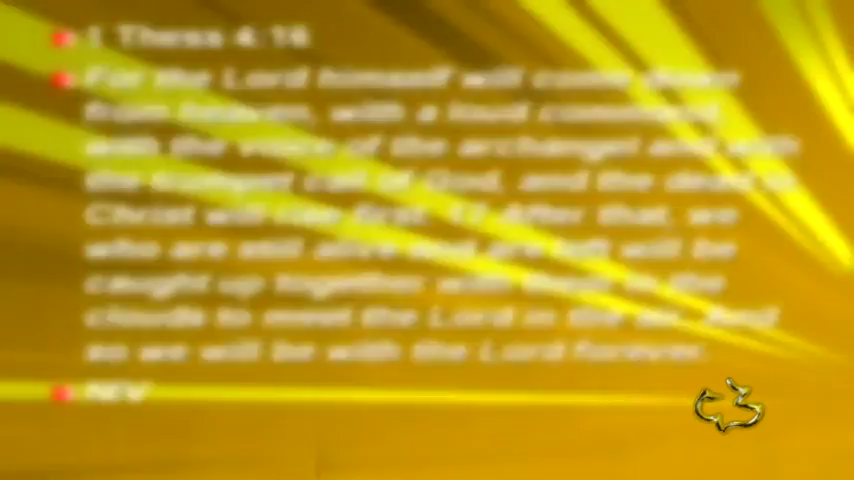 1 Thess 4:16
For the Lord himself will come down
from heaven, with a loud command,
with the voice of the archangel and with
the trumpet call of God, and the dead in
Christ will rise first. 17 After that, we
who are still alive and are left will be
caught up together with them in the
clouds to meet the Lord in the air. And
so we will be with the Lord forever.
NIV